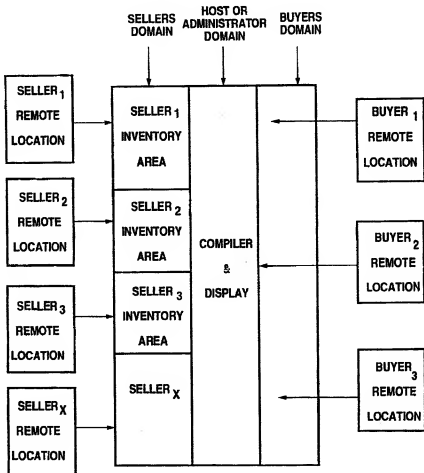 SELLERS
DOMAIN
HOST OR
ADMINISTRATOR
DOMAIN
BUYERS
DOMAIN
SELLER1
REMOTE
LOCATION
SELLER2
REMOTE
LOCATION
SELLER3
REMOTE
LOCATION
SELLERX
REMOTE
LOCATION
SELLER1
INVENTORY
AREA
SELLER2
INVENTORY
AREA
SELLER3
INVENTORY
AREA
SELLERX
COMPILER
&
DISPLAY
BUYER1
REMOTE
LOCATION
BUYER2
REMOTE
LOCATION
BUYER3
REMOTE
LOCATION